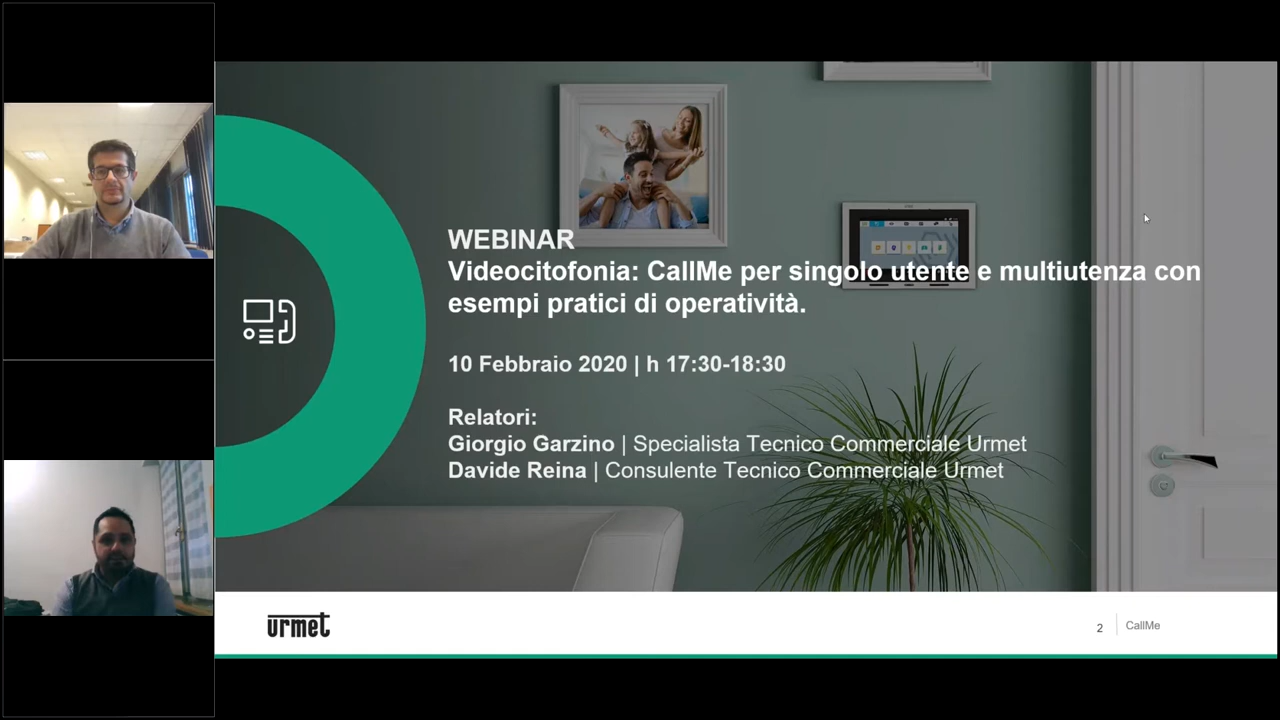 WEBINAR
Videocitofonia: CallMe per singolo utente e multiutenza con
esempi pratici di operatività.
10 Febbraio 2020 | h 17:30-18:30
Relatori:
Giorgio Garzino | Specialista Tecnico Commerciale Urmet
Davide Reina | Consulente Tecnico Commerciale Urmet
urmet
2
CallMe